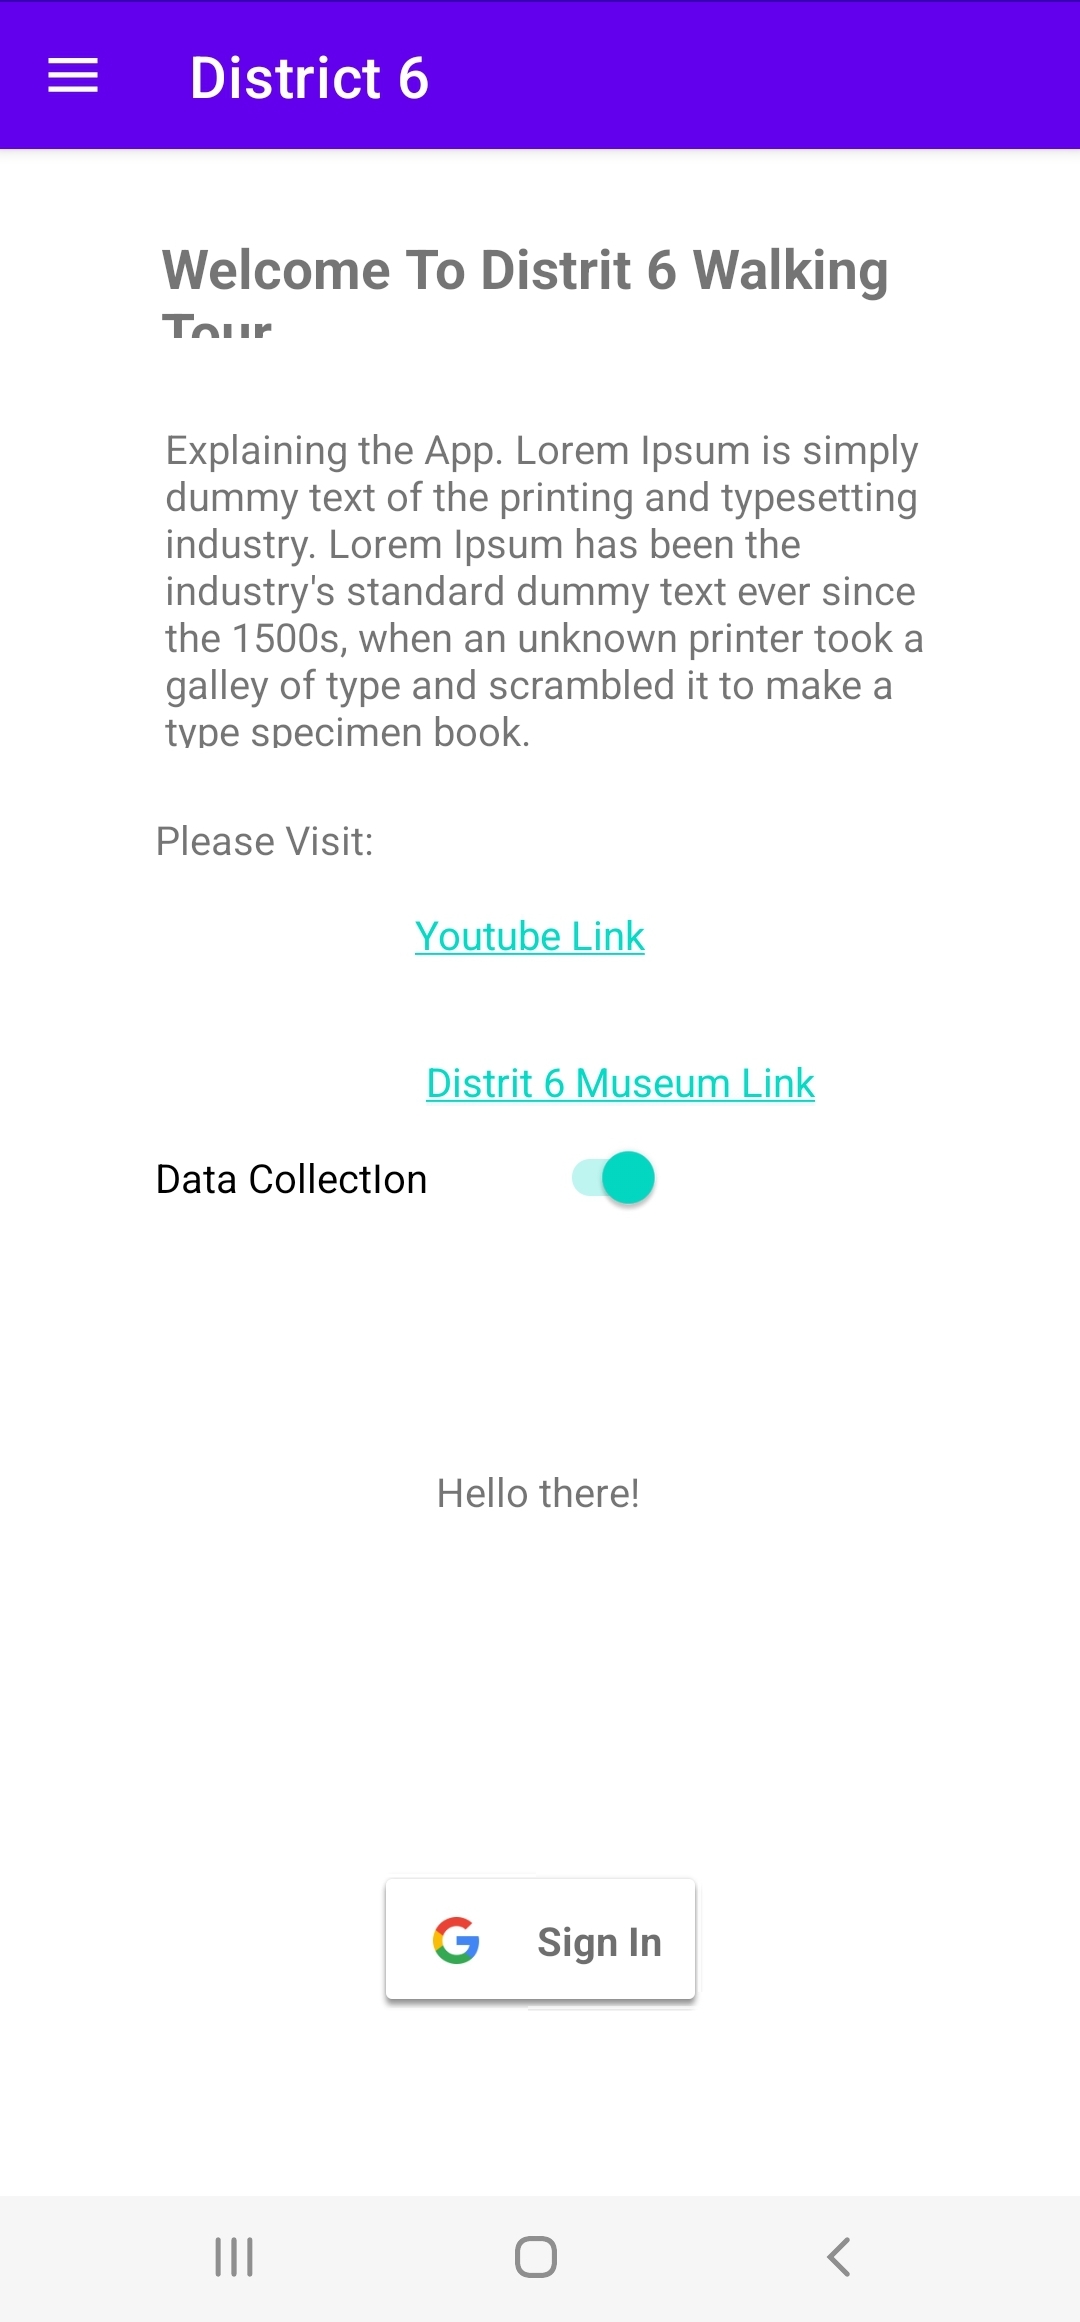 District 6
Welcome To Distrit 6 Walking
Tour
Explaining the App. Lorem Ipsum is simply
dummy text of the printing and typesetting
industry. Lorem Ipsum has been the
industry's standard dummy text ever since
the 1500s, when an unknown printer took a
galley of type and scrambled it to make a
type specimen book.
Please Visit:
Youtube Link
Distrit 6 Museum Link
Data CollectIon
Hello there!
Sign In